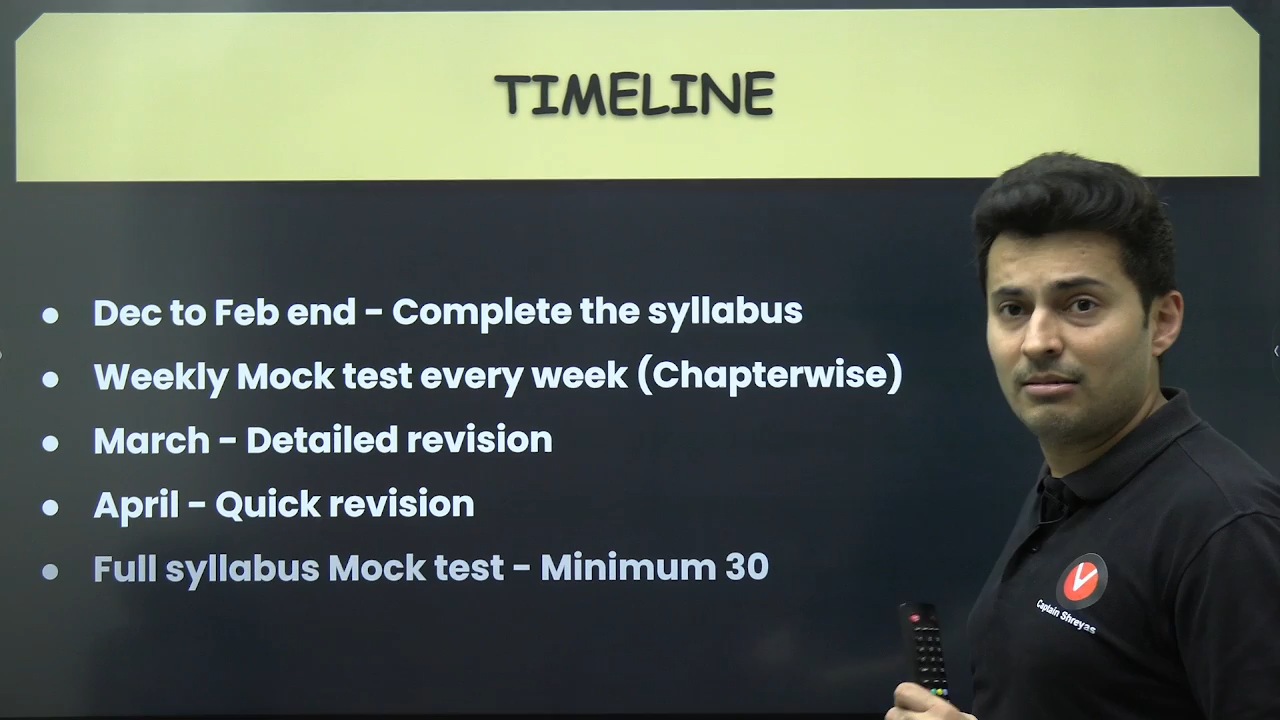 TIMELINE
● Dec to Feb end - Complete the syllabus
● Weekly Mock test every week (Chapterwise)
● March - Detailed revision
● April - Quick revision
● Full syllabus Mock test - Minimum 30
Captain Shreyas